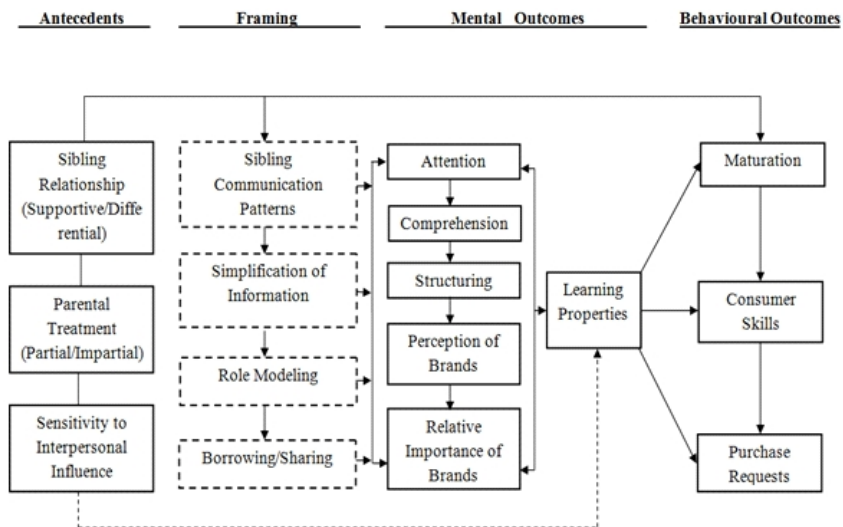 Antecedents
Framing
Mental Outcomes
Behavioural Outcomes
Sibling
Relationship
(Supportive/Diffe
rential)
Parental
Treatment
(Partial/Impartial)
Sensitivity to
Interpersonal
Influence
Sibling
Communication
Patterns
Simplification of
Information
Role Modeling
Borrowing/Sharing
Attention
Comprehension
Structuring
Perception of
Brands
Relative
Importance of
Brands
Learning
Properties
Maturation
Consumer
Skills
Purchase
Requests